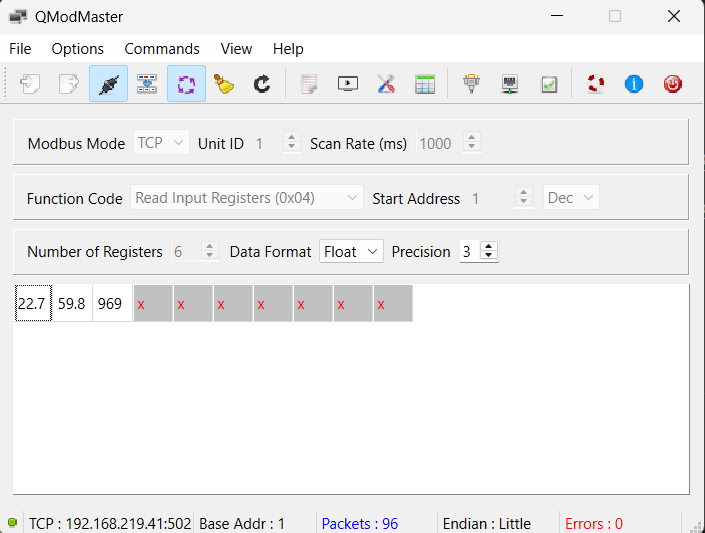 QModMaster
File Options Commands View Help
Modbus Mode TCP Unit ID 1 Scan Rate (ms) 1000
Function Code Read Input Registers (0x04) Start Address 1 Dec
Number of Registers 6 Data Format Float Precision 3
22.7 59.8 969 x x x x x x x
TCP : 192.168.219.41:502 Base Addr : 1 Packets : 96 Endian : Little Errors : 0